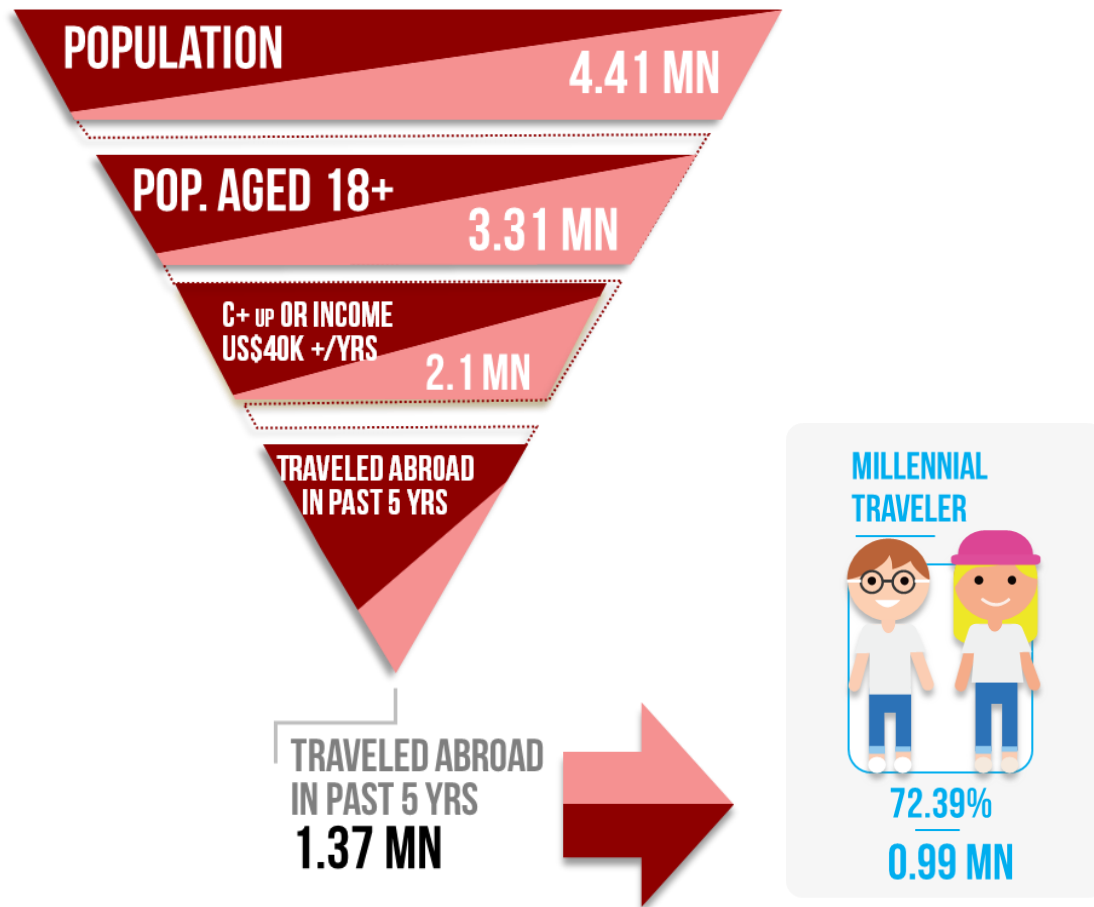 POPULATION
4.41 MN
POP. AGED 18+
3.31 MN
C+ UP OR INCOME
US$40K +/YRS
2.1 MN
TRAVELED ABROAD
IN PAST 5 YRS
TRAVELED ABROAD
IN PAST 5 YRS
1.37 MN
MILLENNIAL
TRAVELER
72.39%
0.99 MN